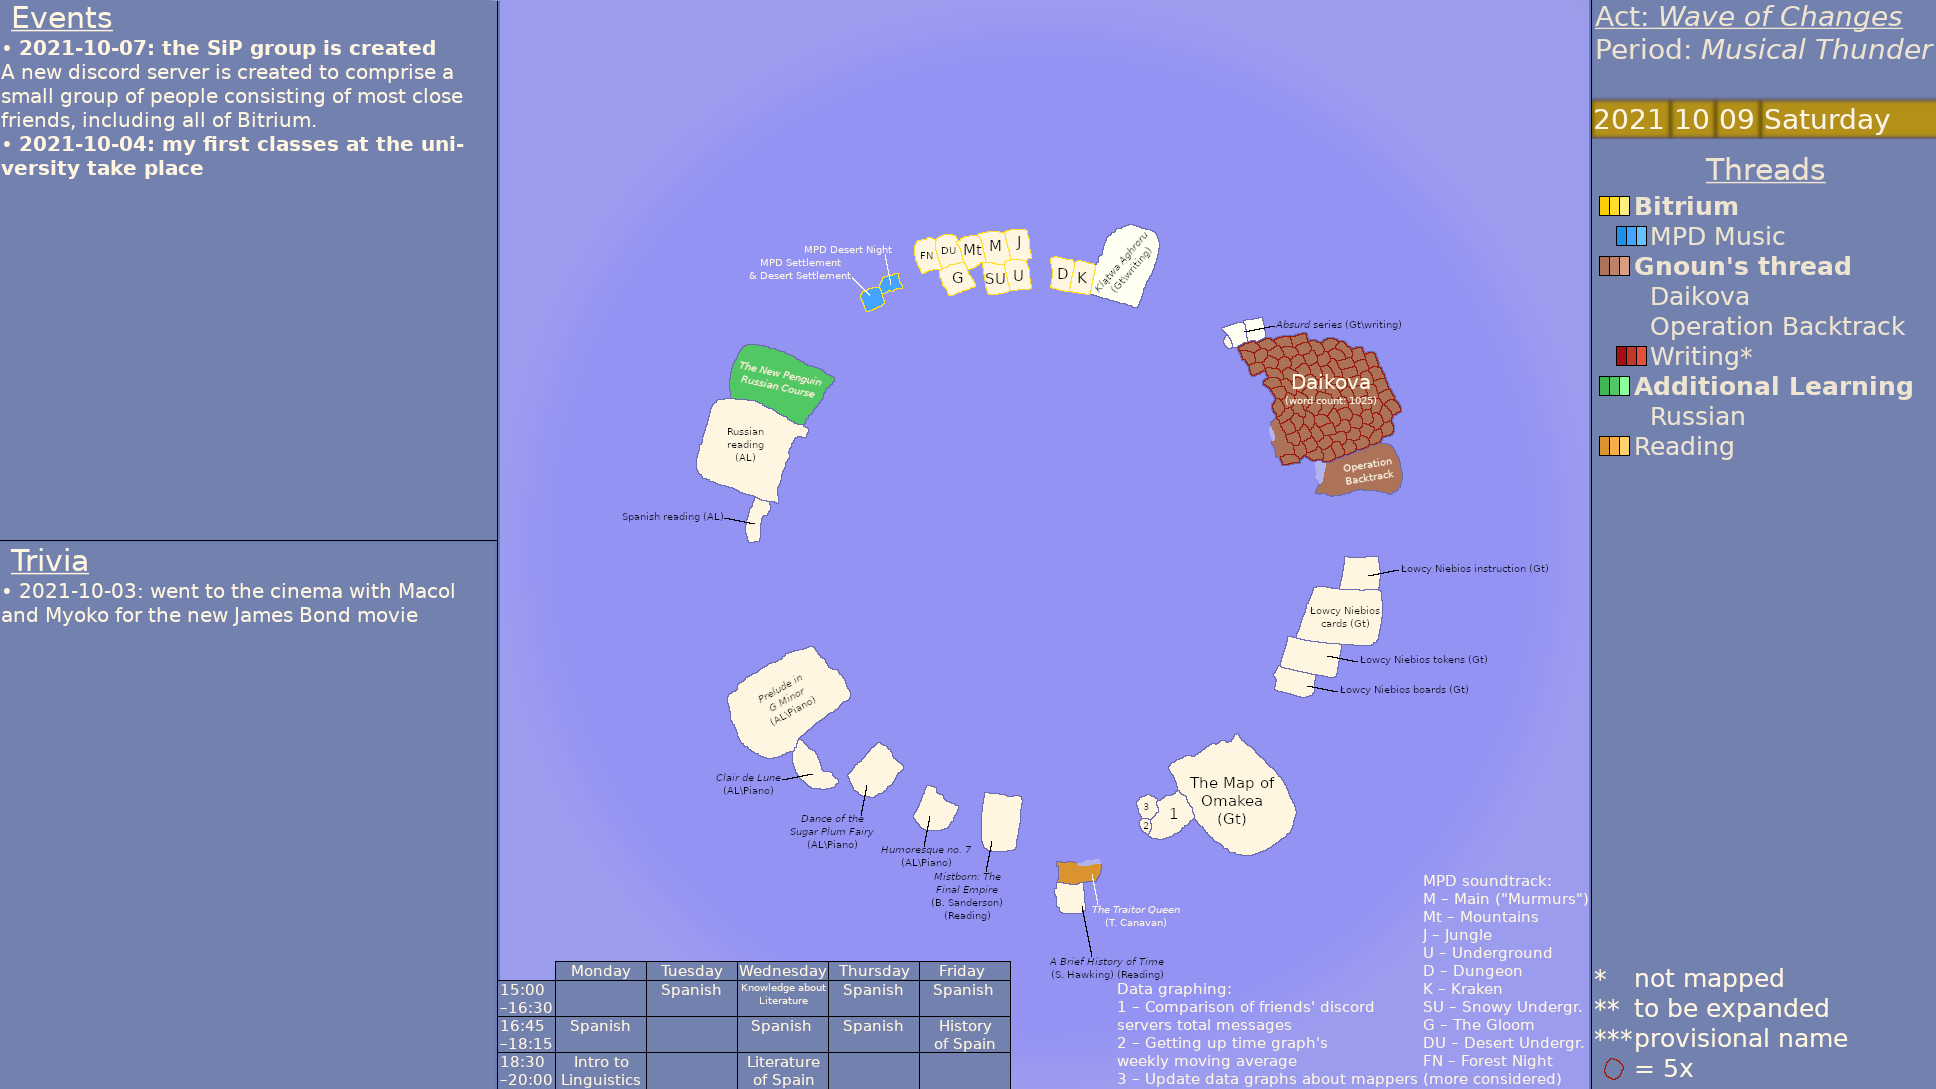 Events
• 2021-10-07: the SiP group is created
A new discord server is created to comprise a
small group of people consisting of most close
friends, including all of Bitrium.
• 2021-10-04: my first classes at the uni-
versity take place
Trivia
• 2021-10-03: went to the cinema with Macol
and Myoko for the new James Bond movie
MPD Desert Night
MPD Settlement
& Desert Settlement
FN
DU
Mt
M
J
G
SU
U
D
K
Klątwa Aghroru
(Gt\writing)
Absurd series (Gt\writing)
Daikova
(word count: 1025)
Operation
Backtrack
The New Penguin
Russian Course
Russian
reading
(AL)
Spanish reading (AL)
Łowcy Niebios instruction (Gt)
Łowcy Niebios
cards (Gt)
Łowcy Niebios tokens (Gt)
Łowcy Niebios boards (Gt)
Prelude in
G Minor
(AL\Piano)
Clair de Lune
(AL\Piano)
Dance of the
Sugar Plum Fairy
(AL\Piano)
Humoresque no. 7
(AL\Piano)
Mistborn: The
Final Empire
(B. Sanderson)
(Reading)
The Map of
Omakea
(Gt)
3
1
2
The Traitor Queen
(T. Canavan)
A Brief History of Time
(S. Hawking) (Reading)
Monday Tuesday Wednesday Thursday Friday
15:00
–16:30
Spanish
Knowledge about
Literature
Spanish
Spanish
16:45
–18:15
Spanish
Spanish
Spanish
History
of Spain
18:30
–20:00
Intro to
Linguistics
Literature
of Spain
Data graphing:
1 – Comparison of friends' discord
servers total messages
2 – Getting up time graph's
weekly moving average
3 – Update data graphs about mappers (more considered)
MPD soundtrack:
M – Main ("Murmurs")
Mt – Mountains
J – Jungle
U – Underground
D – Dungeon
K – Kraken
SU – Snowy Undergr.
G – The Gloom
DU – Desert Undergr.
FN – Forest Night
Act: Wave of Changes
Period: Musical Thunder
2021 10 09 Saturday
Threads
Bitrium
MPD Music
Gnoun's thread
Daikova
Operation Backtrack
Writing*
Additional Learning
Russian
Reading
* not mapped
** to be expanded
*** provisional name
= 5x